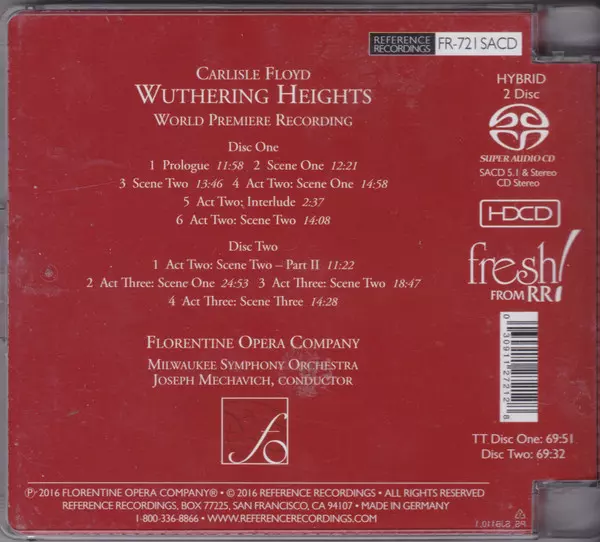 REFERENCE
RECORDINGS
FR-721SACD
CARLISLE FLOYD
WUTHERING HEIGHTS
WORLD PREMIERE RECORDING
DISC ONE
1 PROLOGUE 11:58 2 SCENE ONE 12:21
3 SCENE TWO 13:46 4 ACT TWO: SCENE ONE 14:58
5 ACT TWO: INTERLUDE 2:37
6 ACT TWO: SCENE TWO 14:08
DISC TWO
1 ACT TWO: SCENE TWO – PART II 11:22
2 ACT THREE: SCENE ONE 24:53 3 ACT THREE: SCENE TWO 18:47
4 ACT THREE: SCENE THREE 14:28
FLORENTINE OPERA COMPANY
MILWAUKEE SYMPHONY ORCHESTRA
JOSEPH MECHAVICH, CONDUCTOR
fo
HYBRID
2 Disc
SUPER AUDIO CD
SACD 5.1 & Stereo
CD Stereo
HDCD
fresh!
FROM RR
0 30911 27212 8
TT Disc One: 69:51
Disc Two: 69:32
℗ 2016 FLORENTINE OPERA COMPANY® • © 2016 REFERENCE RECORDINGS • ALL RIGHTS RESERVED
REFERENCE RECORDINGS, BOX 77225, SAN FRANCISCO, CA 94107 • MADE IN GERMANY
1-800-336-8866 • WWW.REFERENCERECORDINGS.COM